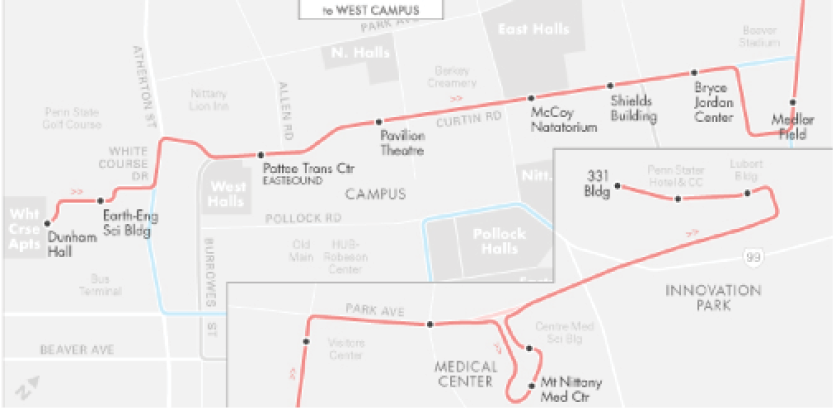 to WEST CAMPUS
PARK AVE
East Halls
N. Halls
Beaver
Stadium
ATHERTON ST
Berkey
Creamery
Nittany
Lion Inn
ALLEN RD
Bryce
Jordan
Center
Penn State
Golf Course
>>
CURTIN RD
McCoy
Natatorium
Shields
Building
Medlar
Field
Pavilion
Theatre
WHITE
COURSE
DR
Pattee Trans Ctr
EASTBOUND
331
Bldg
Penn Stater
Hotel & CC
Lubert
Bldg
West
Halls
CAMPUS
Nitt.
>>
Wht
Crse
Apts
Earth-Eng
Sci Bldg
Dunham
Hall
POLLOCK RD
Pollock
Halls
>>
Old
Main
HUB-
Robeson
Center
99
Bus
Terminal
BURROWES ST
INNOVATION
PARK
PARK AVE
Visitors
Center
Centre Med
Sci Blg
BEAVER AVE
>>
MEDICAL
CENTER
Mt Nittany
Med Ctr
>>
N